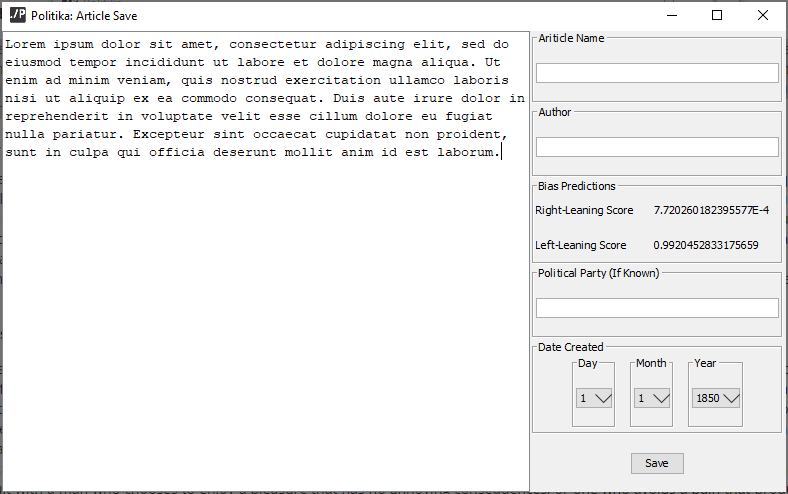 ./P Politika: Article Save
Lorem ipsum dolor sit amet, consectetur adipiscing elit, sed do
eiusmod tempor incididunt ut labore et dolore magna aliqua. Ut
enim ad minim veniam, quis nostrud exercitation ullamco laboris
nisi ut aliquip ex ea commodo consequat. Duis aute irure dolor in
reprehenderit in voluptate velit esse cillum dolore eu fugiat
nulla pariatur. Excepteur sint occaecat cupidatat non proident,
sunt in culpa qui officia deserunt mollit anim id est laborum.
Ariticle Name
Author
Bias Predictions
Right-Leaning Score 7.720260182395577E-4
Left-Leaning Score 0.9920452833175659
Political Party (If Known)
Date Created
Day Month Year
1 1 1850
Save